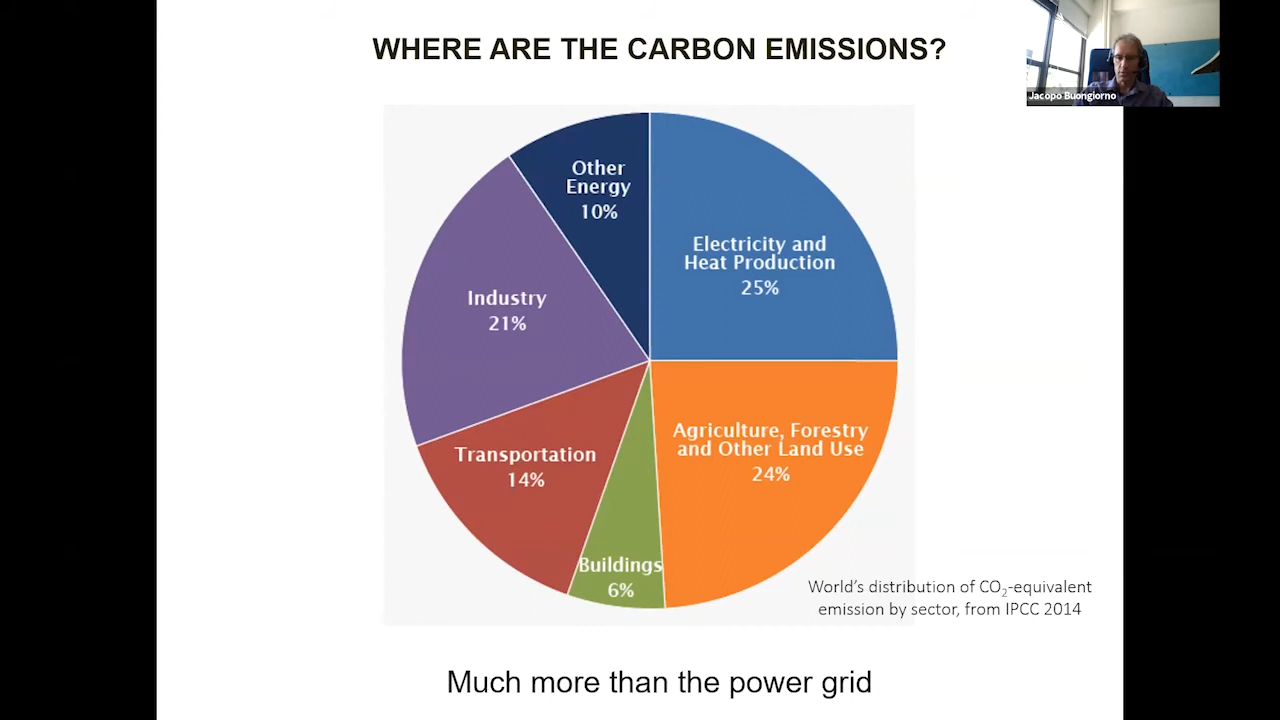 WHERE ARE THE CARBON EMISSIONS?
Jacopo Buongiorno
Other
Energy
10%
Electricity and
Heat Production
25%
Industry
21%
Agriculture, Forestry
and Other Land Use
24%
Transportation
14%
Buildings
6%
World's distribution of CO₂-equivalent
emission by sector, from IPCC 2014
Much more than the power grid